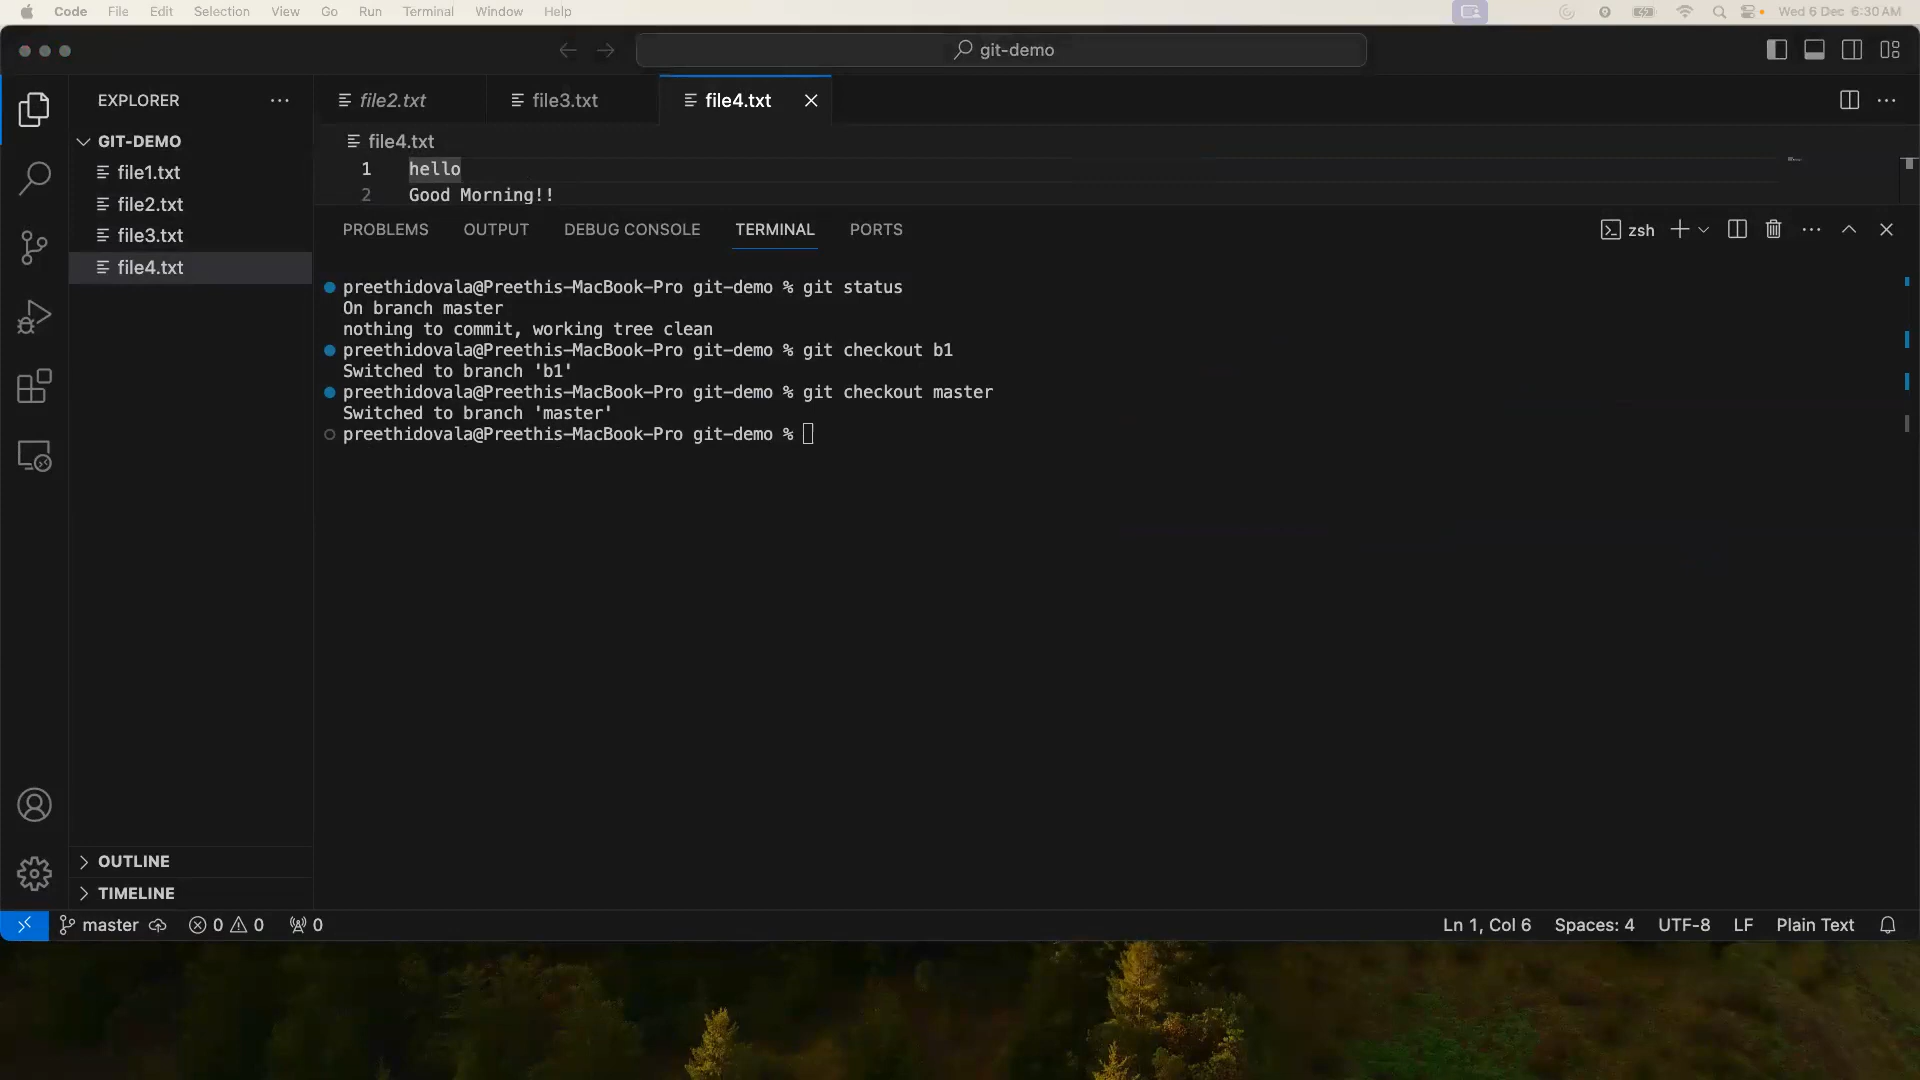 Code File Edit Selection View Go Run Terminal Window Help Wed 6 Dec 6:30 AM
git-demo
EXPLORER
file2.txt file3.txt file4.txt
GIT-DEMO
file1.txt
file2.txt
file3.txt
file4.txt
file4.txt
1 hello
2 Good Morning!!
PROBLEMS OUTPUT DEBUG CONSOLE TERMINAL PORTS zsh
preethidovala@Preethis-MacBook-Pro git-demo % git status
On branch master
nothing to commit, working tree clean
preethidovala@Preethis-MacBook-Pro git-demo % git checkout b1
Switched to branch 'b1'
preethidovala@Preethis-MacBook-Pro git-demo % git checkout master
Switched to branch 'master'
preethidovala@Preethis-MacBook-Pro git-demo %
OUTLINE
TIMELINE
master 0 0 0 Ln 1, Col 6 Spaces: 4 UTF-8 LF Plain Text